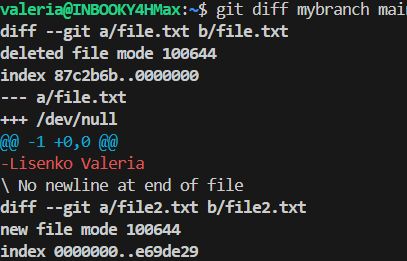 valeria@INBOOKY4HMax:~$ git diff mybranch main
diff --git a/file.txt b/file.txt
deleted file mode 100644
index 87c2b6b..0000000
--- a/file.txt
+++ /dev/null
@@ -1 +0,0 @@
-Lisenko Valeria
\ No newline at end of file
diff --git a/file2.txt b/file2.txt
new file mode 100644
index 0000000..e69de29